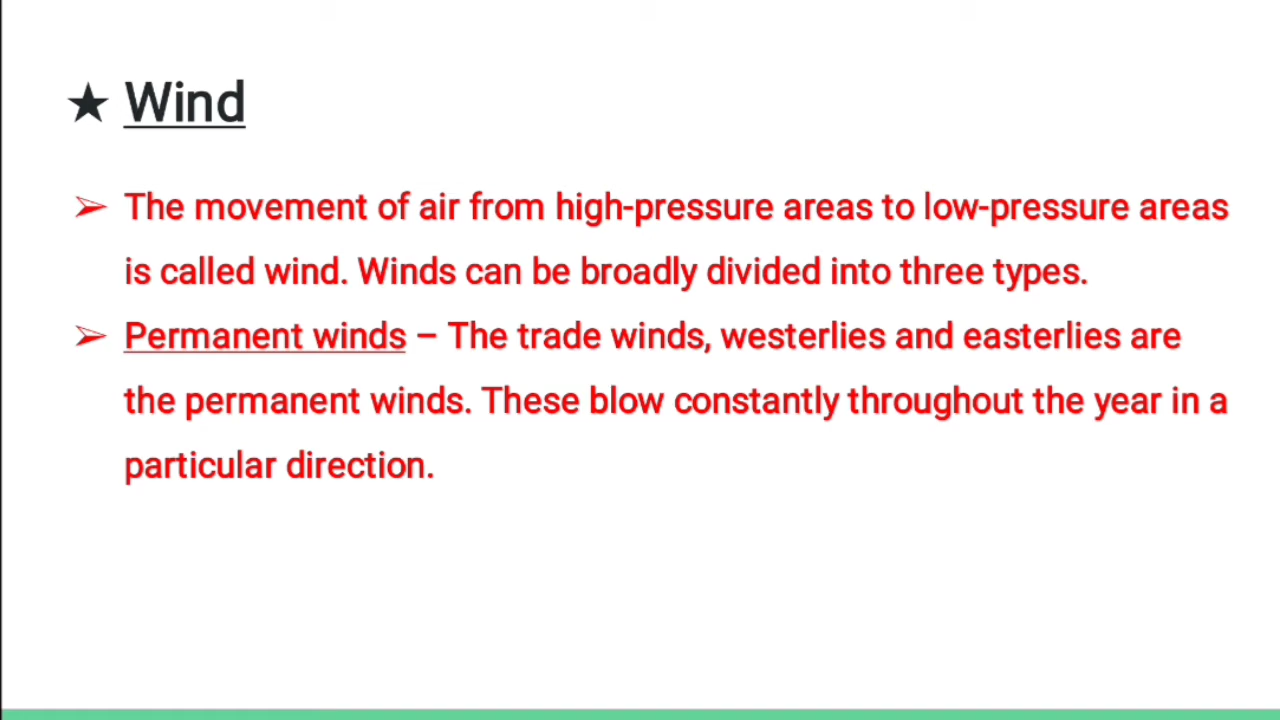 ★ Wind
➢ The movement of air from high-pressure areas to low-pressure areas
is called wind. Winds can be broadly divided into three types.
➢ Permanent winds – The trade winds, westerlies and easterlies are
the permanent winds. These blow constantly throughout the year in a
particular direction.